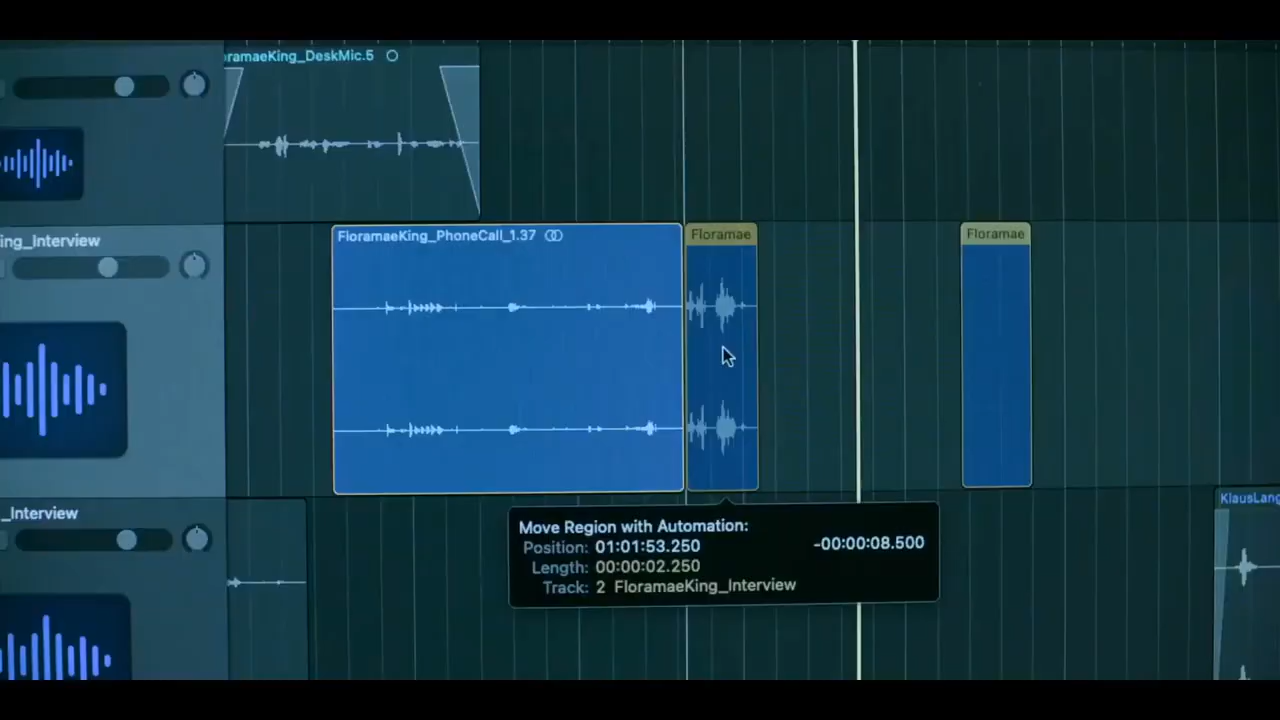 ramaeKing_DeskMic.5
ing_Interview
FloramaeKing_PhoneCall_1.37
Floramae
Floramae
_Interview
KlausLang
Move Region with Automation:
Position: 01:01:53.250 -00:00:08.500
Length: 00:00:02.250
Track: 2 FloramaeKing_Interview